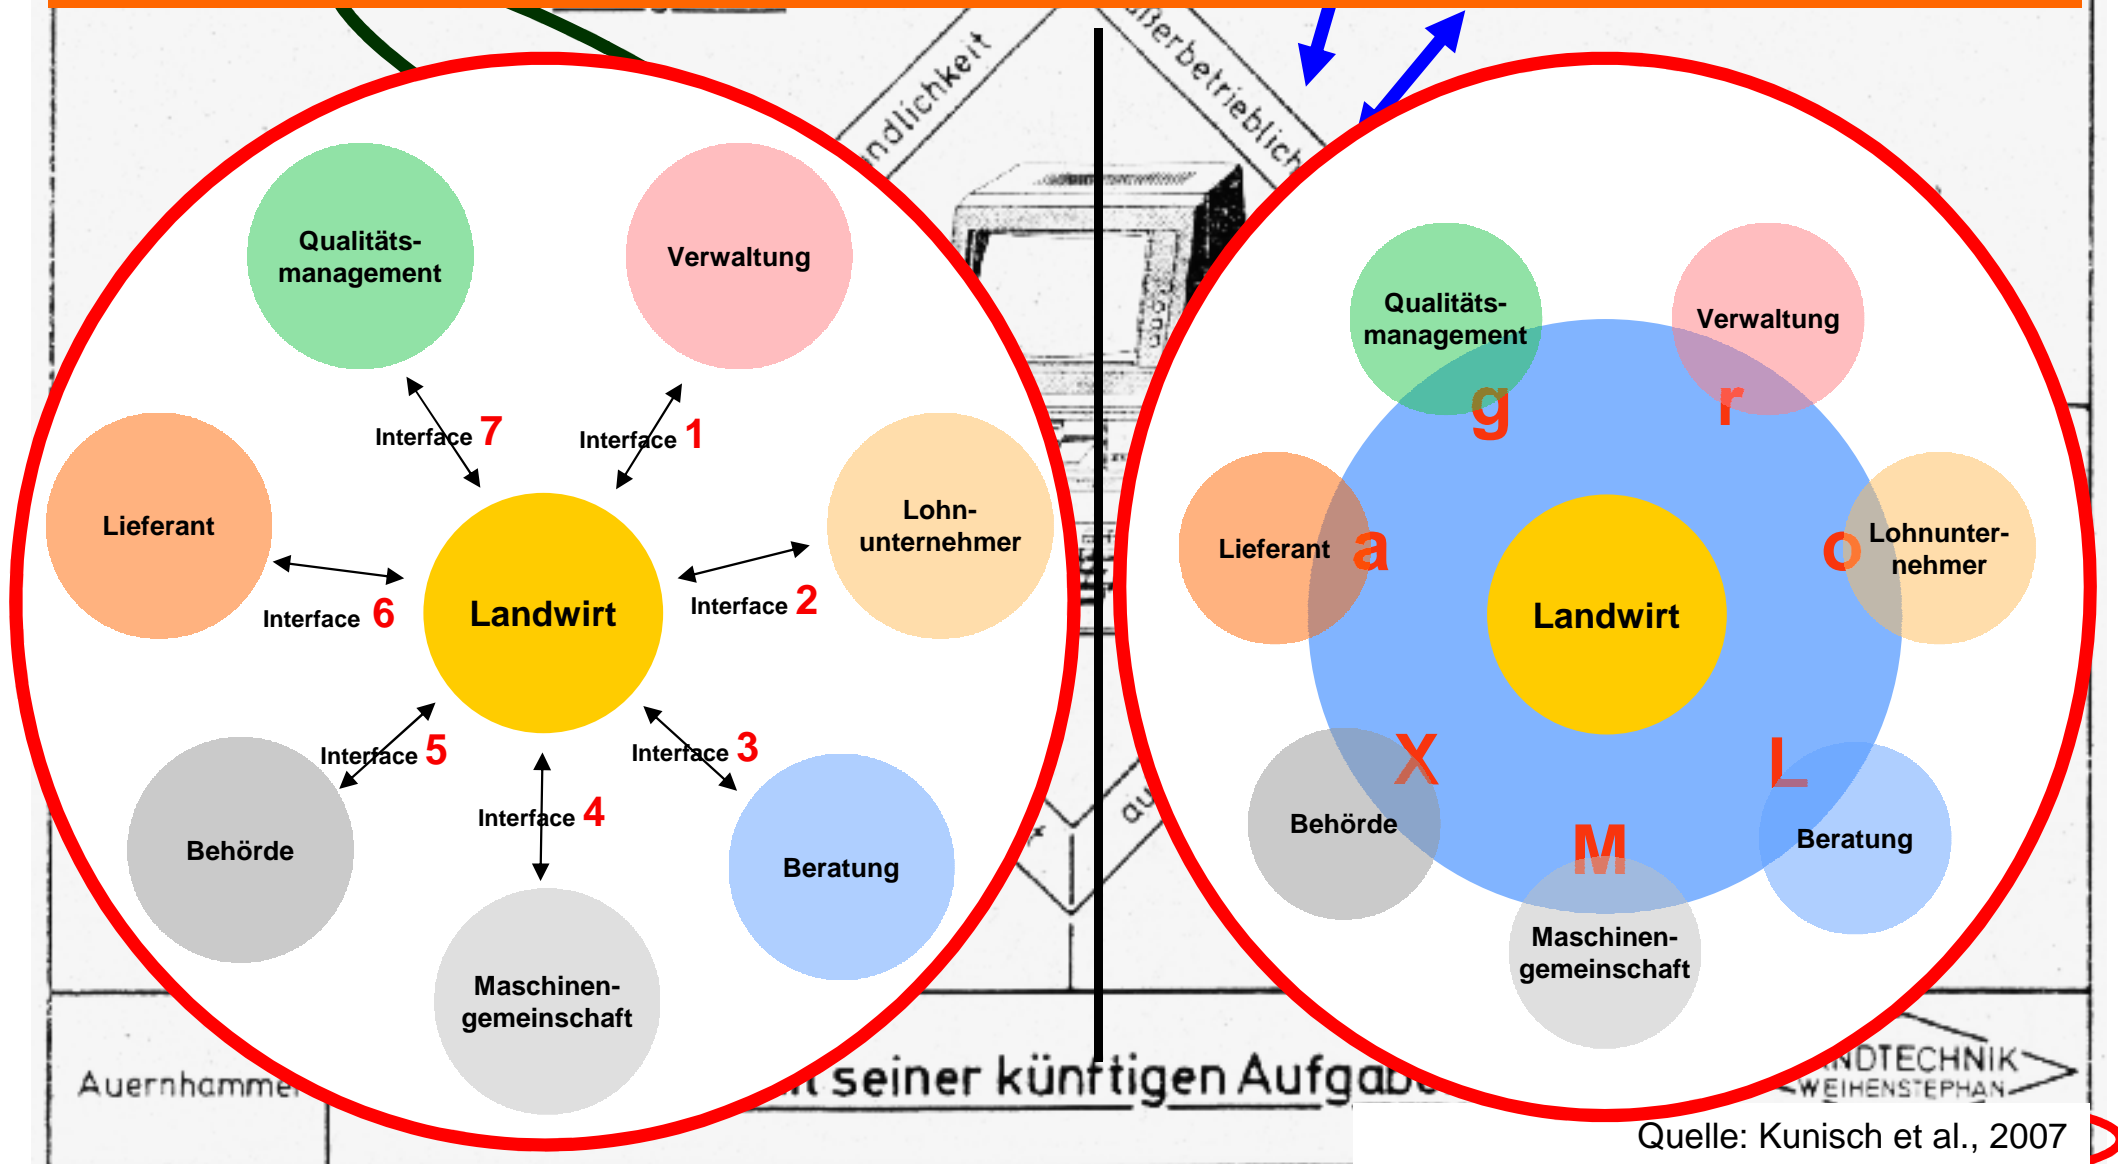 Qualitäts-
management
Verwaltung
Interface 7
Interface 1
Lieferant
Lohn-
unternehmer
Interface 6
Landwirt
Interface 2
Interface 5
Interface 3
Behörde
Interface 4
Beratung
Maschinen-
gemeinschaft
Qualitäts-
management
Verwaltung
g
r
Lieferant
a
o
Lohnunter-
nehmer
Landwirt
X
L
Behörde
M
Beratung
Maschinen-
gemeinschaft
Auernhammer
seiner künftigen
WEIHENSTEPHAN
Quelle: Kunisch et al., 2007